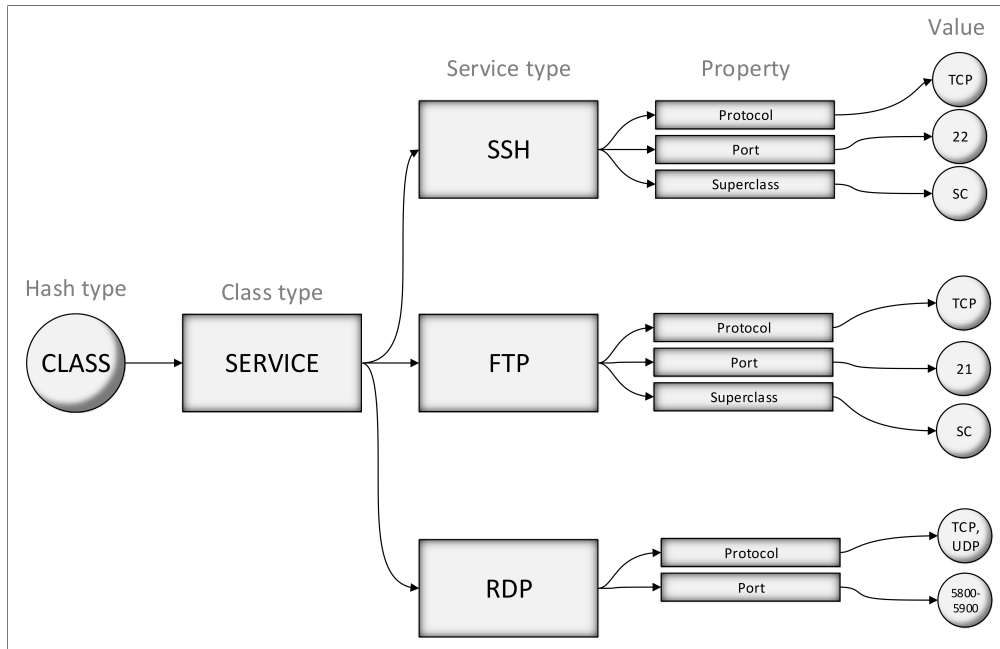 Value
Service type
Property
TCP
Protocol
SSH
Port
22
Superclass
SC
Hash type
Class type
CLASS
SERVICE
FTP
Protocol
TCP
Port
21
Superclass
SC
RDP
Protocol
TCP,
UDP
Port
5800-
5900